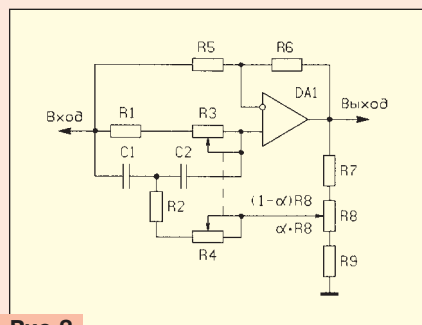 R5 R6
DA1
Вход R1 R3 Выход
C1 C2
R7
R2
(1-α)R8
R8
α·R8
R4
R9
Рис. 2